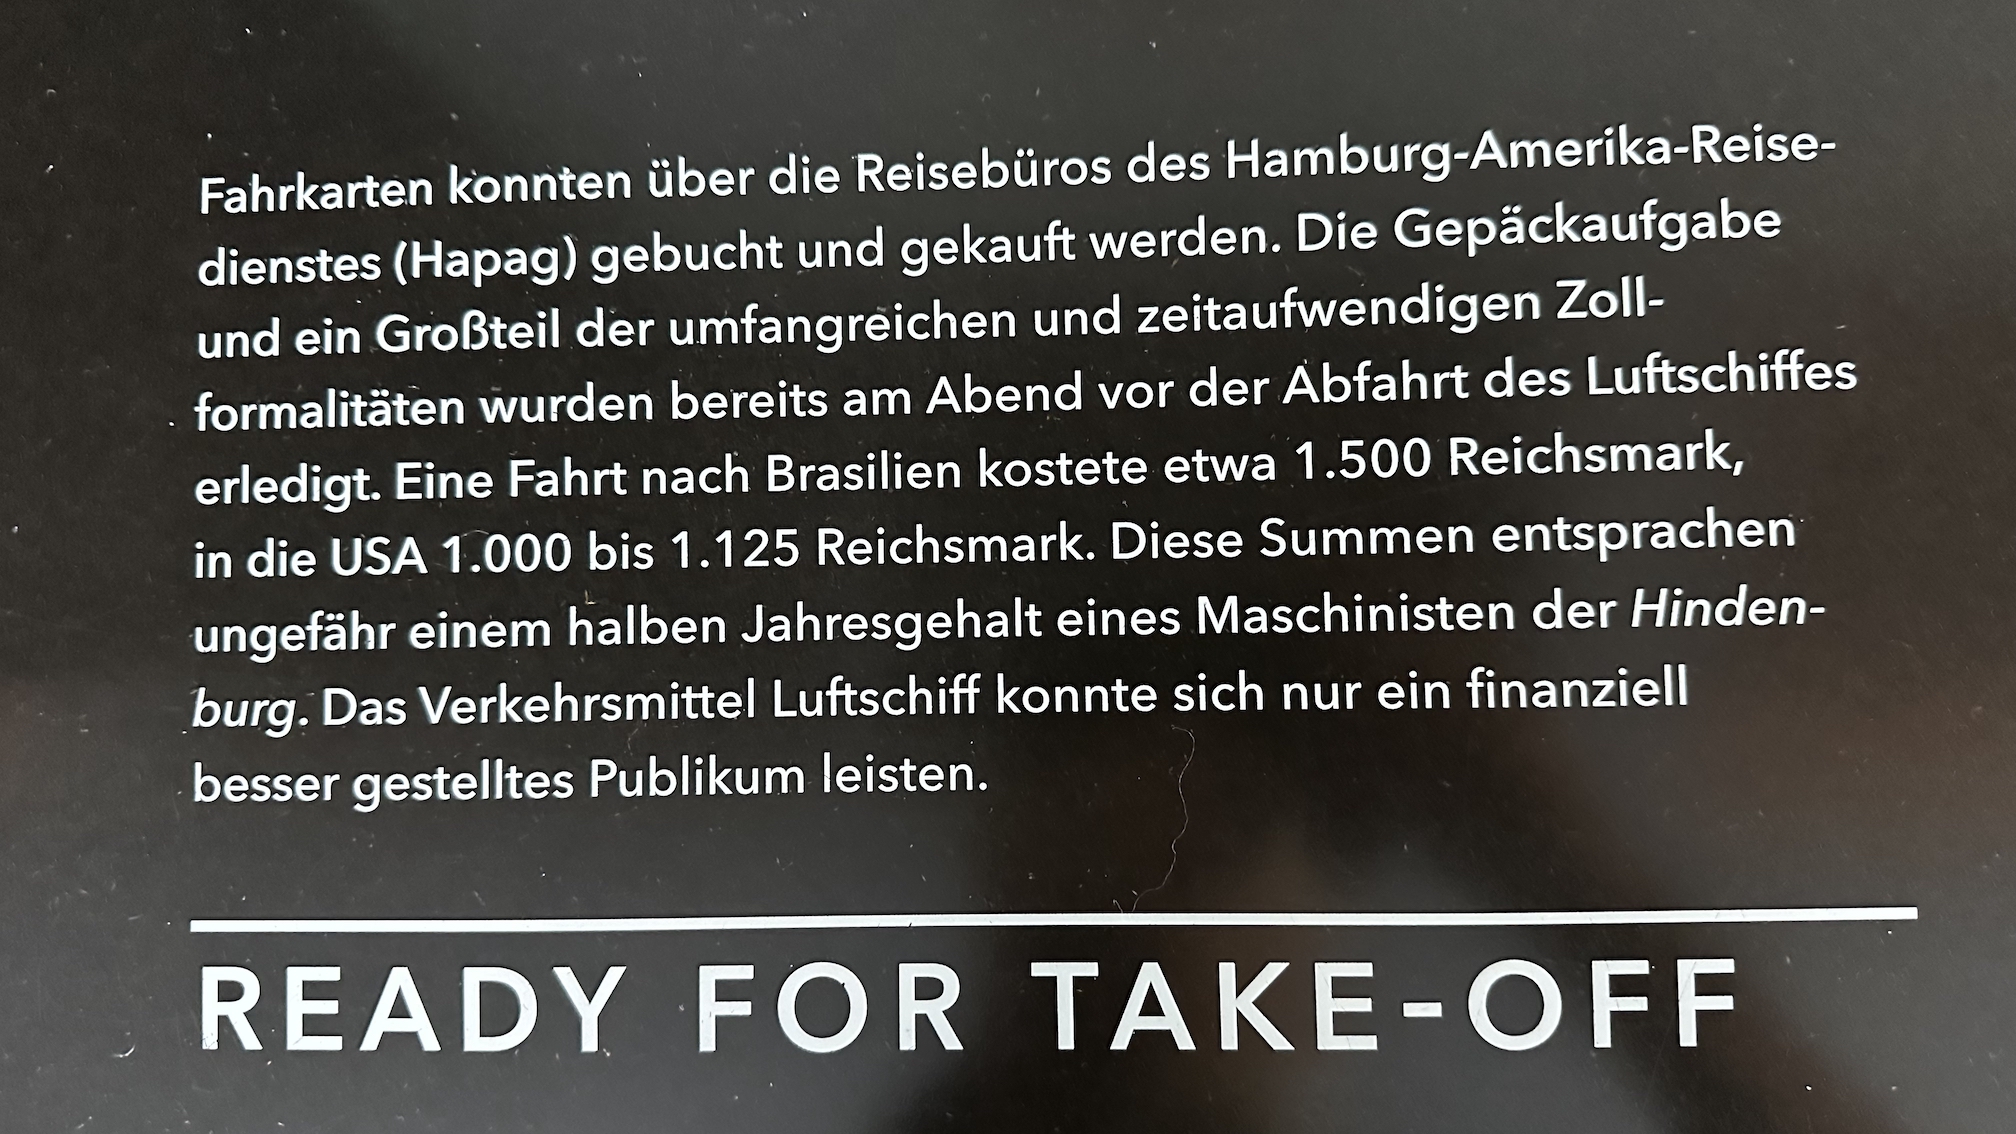 Fahrkarten konnten über die Reisebüros des Hamburg-Amerika-Reise-
dienstes (Hapag) gebucht und gekauft werden. Die Gepäckaufgabe
und ein Großteil der umfangreichen und zeitaufwendigen Zoll-
formalitäten wurden bereits am Abend vor der Abfahrt des Luftschiffes
erledigt. Eine Fahrt nach Brasilien kostete etwa 1.500 Reichsmark,
in die USA 1.000 bis 1.125 Reichsmark. Diese Summen entsprachen
ungefähr einem halben Jahresgehalt eines Maschinisten der Hinden-
burg. Das Verkehrsmittel Luftschiff konnte sich nur ein finanziell
besser gestelltes Publikum leisten.
READY FOR TAKE-OFF